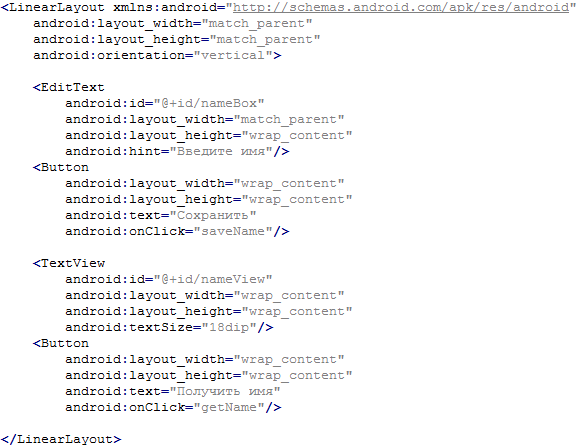 <LinearLayout xmlns:android="http://schemas.android.com/apk/res/android"
    android:layout_width="match_parent"
    android:layout_height="match_parent"
    android:orientation="vertical">

    <EditText
        android:id="@+id/nameBox"
        android:layout_width="match_parent"
        android:layout_height="wrap_content"
        android:hint="Введите имя"/>
    <Button
        android:layout_width="wrap_content"
        android:layout_height="wrap_content"
        android:text="Сохранить"
        android:onClick="saveName"/>

    <TextView
        android:id="@+id/nameView"
        android:layout_width="wrap_content"
        android:layout_height="wrap_content"
        android:textSize="18dip"/>
    <Button
        android:layout_width="wrap_content"
        android:layout_height="wrap_content"
        android:text="Получить имя"
        android:onClick="getName"/>

</LinearLayout>